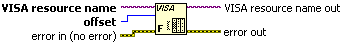 VISA resource name
VISA
VISA resource name out
offset
error in (no error)
F
error out